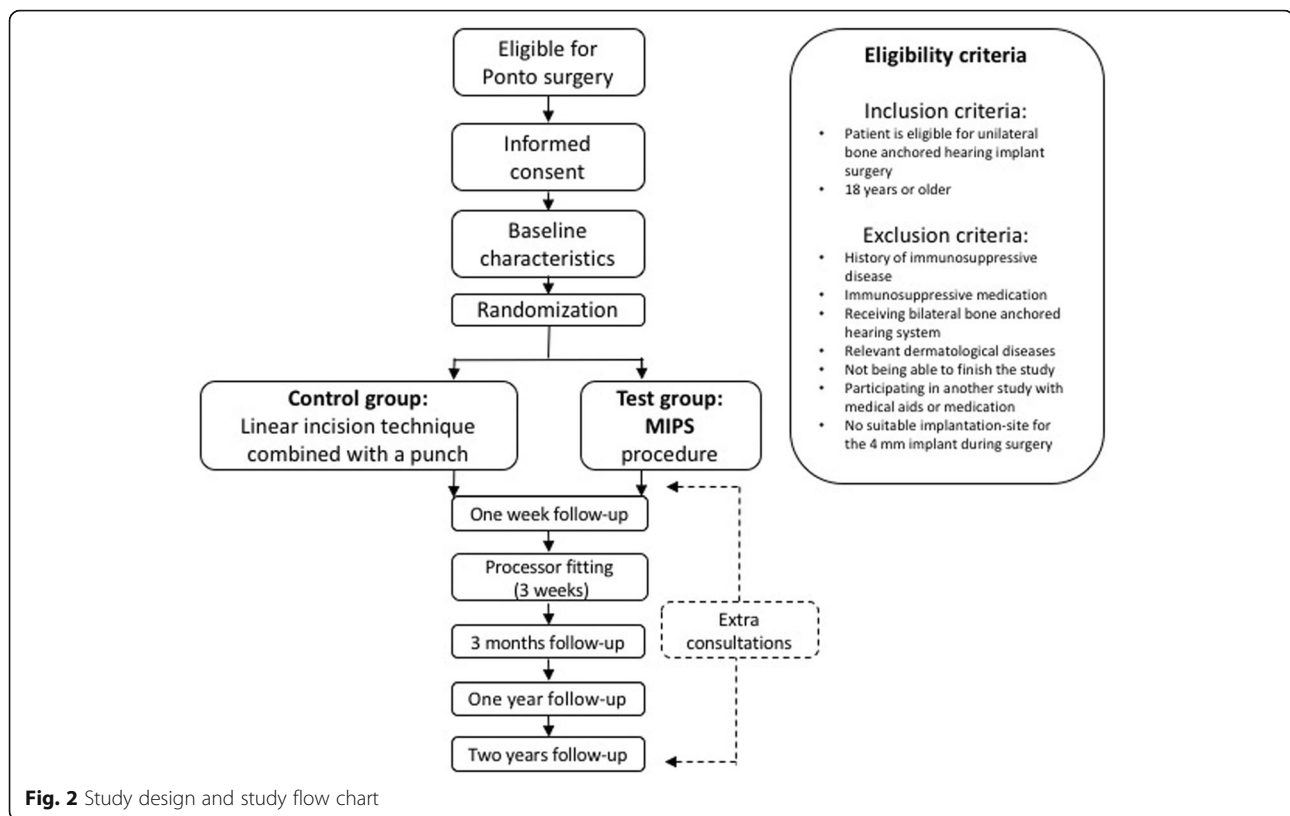 Eligible for
Ponto surgery
Informed
consent
Baseline
characteristics
Randomization
Control group:
Linear incision technique
combined with a punch
Test group:
MIPS
procedure
One week follow-up
Processor fitting
(3 weeks)
3 months follow-up
One year follow-up
Two years follow-up
Extra
consultations
Eligibility criteria
Inclusion criteria:
• Patient is eligible for unilateral
bone anchored hearing implant
surgery
• 18 years or older
Exclusion criteria:
• History of immunosuppressive
disease
• Immunosuppressive medication
• Receiving bilateral bone anchored
hearing system
• Relevant dermatological diseases
• Not being able to finish the study
• Participating in another study with
medical aids or medication
• No suitable implantation-site for
the 4 mm implant during surgery
Fig. 2 Study design and study flow chart